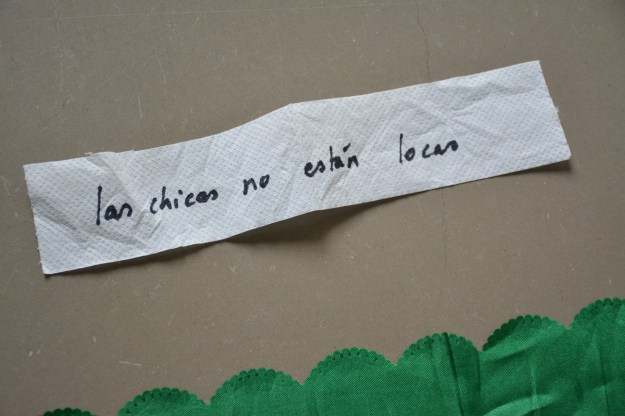 las chicas no están locas